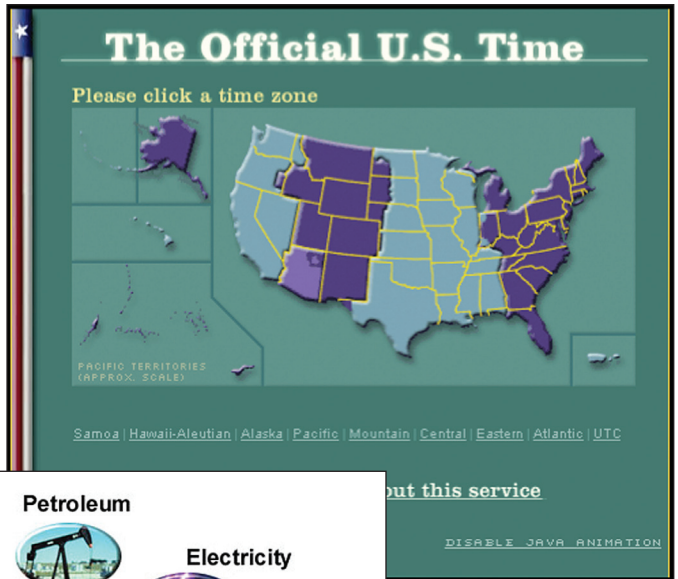 The Official U.S. Time
Please click a time zone
PACIFIC TERRITORIES
(APPROX. SCALE)
Samoa | Hawaii-Aleutian | Alaska | Pacific | Mountain | Central | Eastern | Atlantic | UTC
out this service
DISABLE JAVA ANIMATION
Petroleum
Electricity